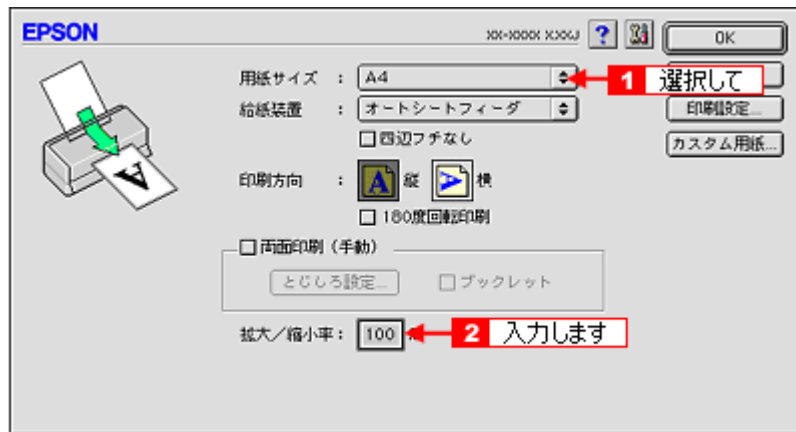 EPSON
XX-XXXX X.XXJ
?
OK
用紙サイズ : A4
1 選択して
給紙装置 : オートシートフィーダ
印刷設定...
四辺フチなし
カスタム用紙...
印刷方向 : A 縦 A 横
180度回転印刷
両面印刷(手動)
とじしろ設定...
ブックレット
拡大/縮小率: 100
2 入力します